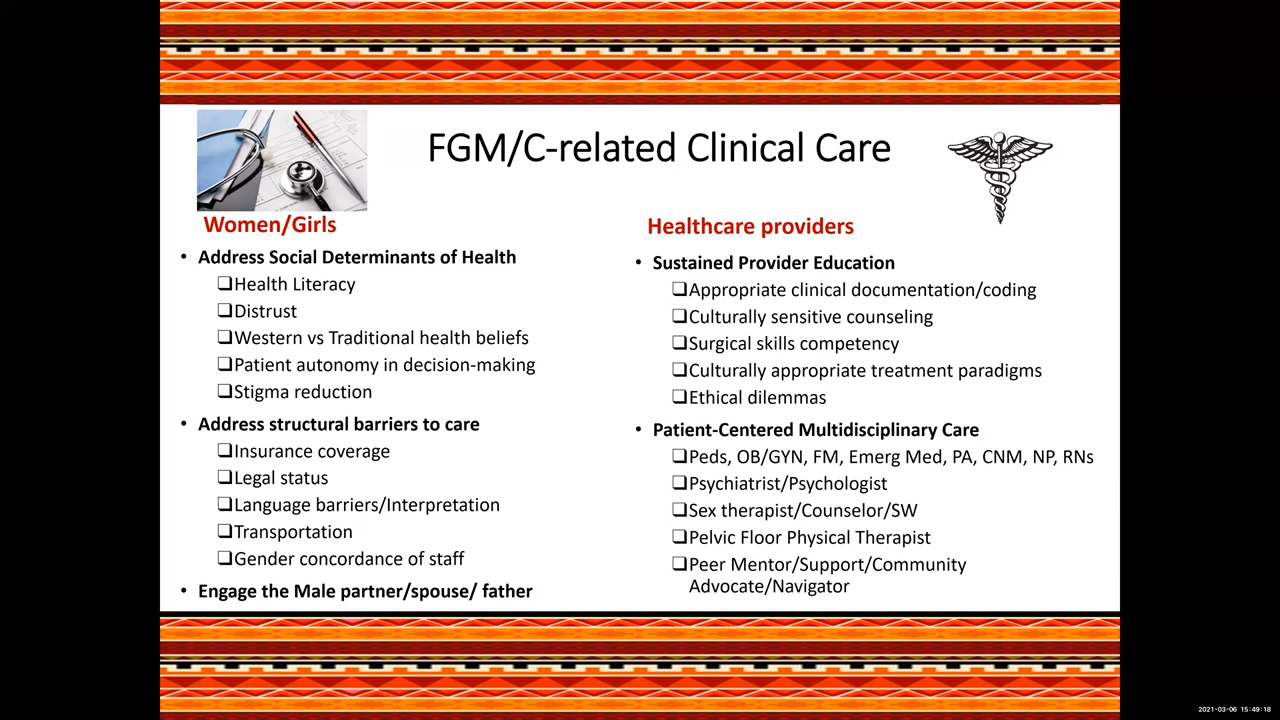 FGM/C-related Clinical Care
Women/Girls
• Address Social Determinants of Health
❑Health Literacy
❑Distrust
❑Western vs Traditional health beliefs
❑Patient autonomy in decision-making
❑Stigma reduction
• Address structural barriers to care
❑Insurance coverage
❑Legal status
❑Language barriers/Interpretation
❑Transportation
❑Gender concordance of staff
• Engage the Male partner/spouse/ father
Healthcare providers
• Sustained Provider Education
❑Appropriate clinical documentation/coding
❑Culturally sensitive counseling
❑Surgical skills competency
❑Culturally appropriate treatment paradigms
❑Ethical dilemmas
• Patient-Centered Multidisciplinary Care
❑Peds, OB/GYN, FM, Emerg Med, PA, CNM, NP, RNs
❑Psychiatrist/Psychologist
❑Sex therapist/Counselor/SW
❑Pelvic Floor Physical Therapist
❑Peer Mentor/Support/Community
Advocate/Navigator
2021-03-06 15:49:18